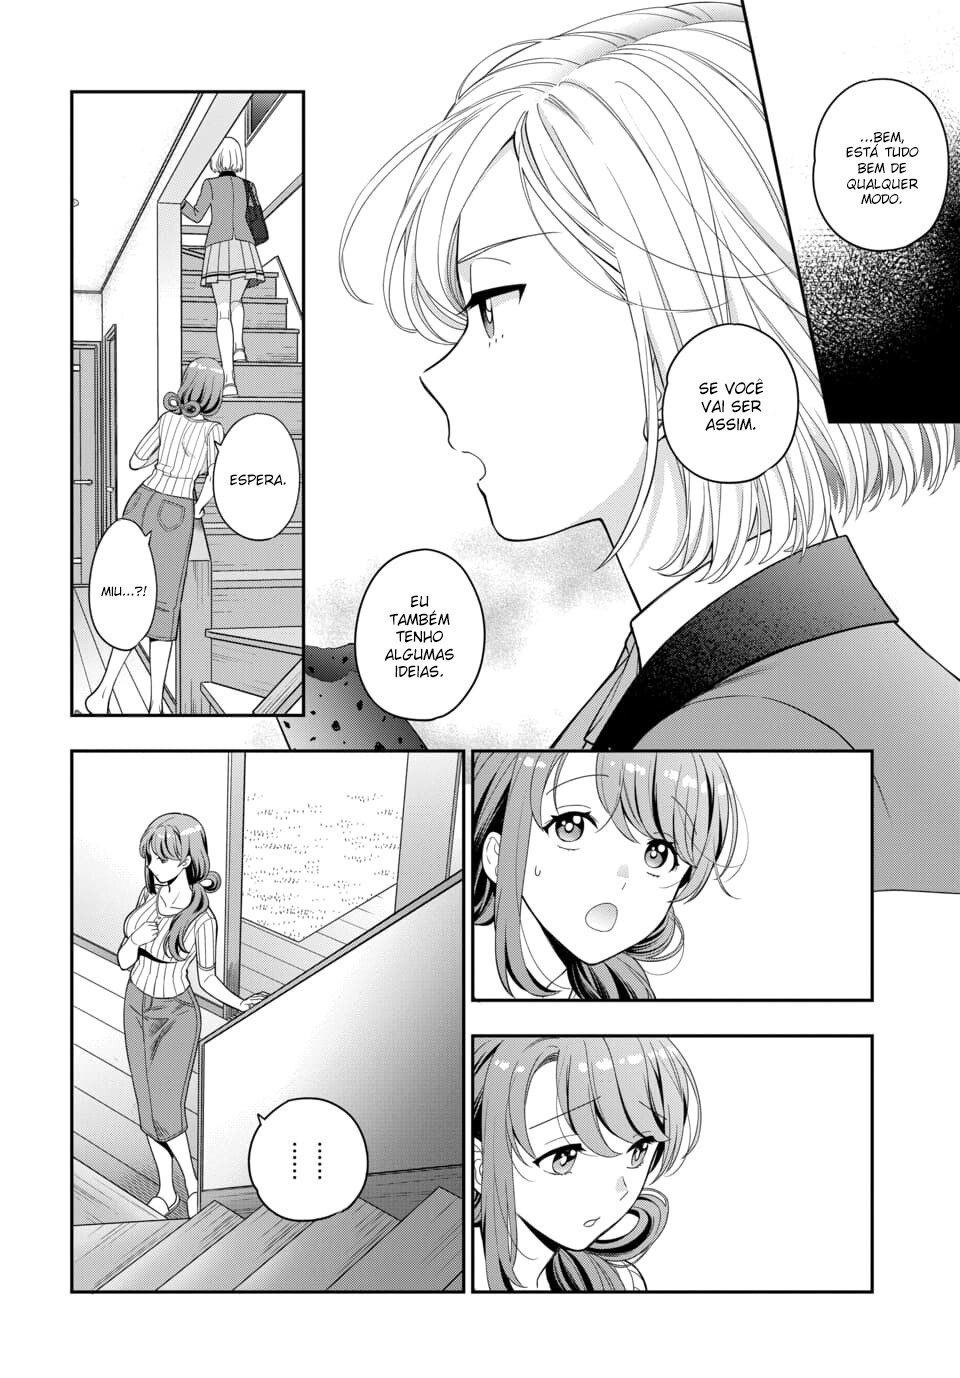 ...BEM,
ESTÁ TUDO
BEM DE
QUALQUER
MODO.
SE VOCÊ
VAI SER
ASSIM.
EU
TAMBÉM
TENHO
ALGUMAS
IDEIAS.
ESPERA.
MIU...?!
......